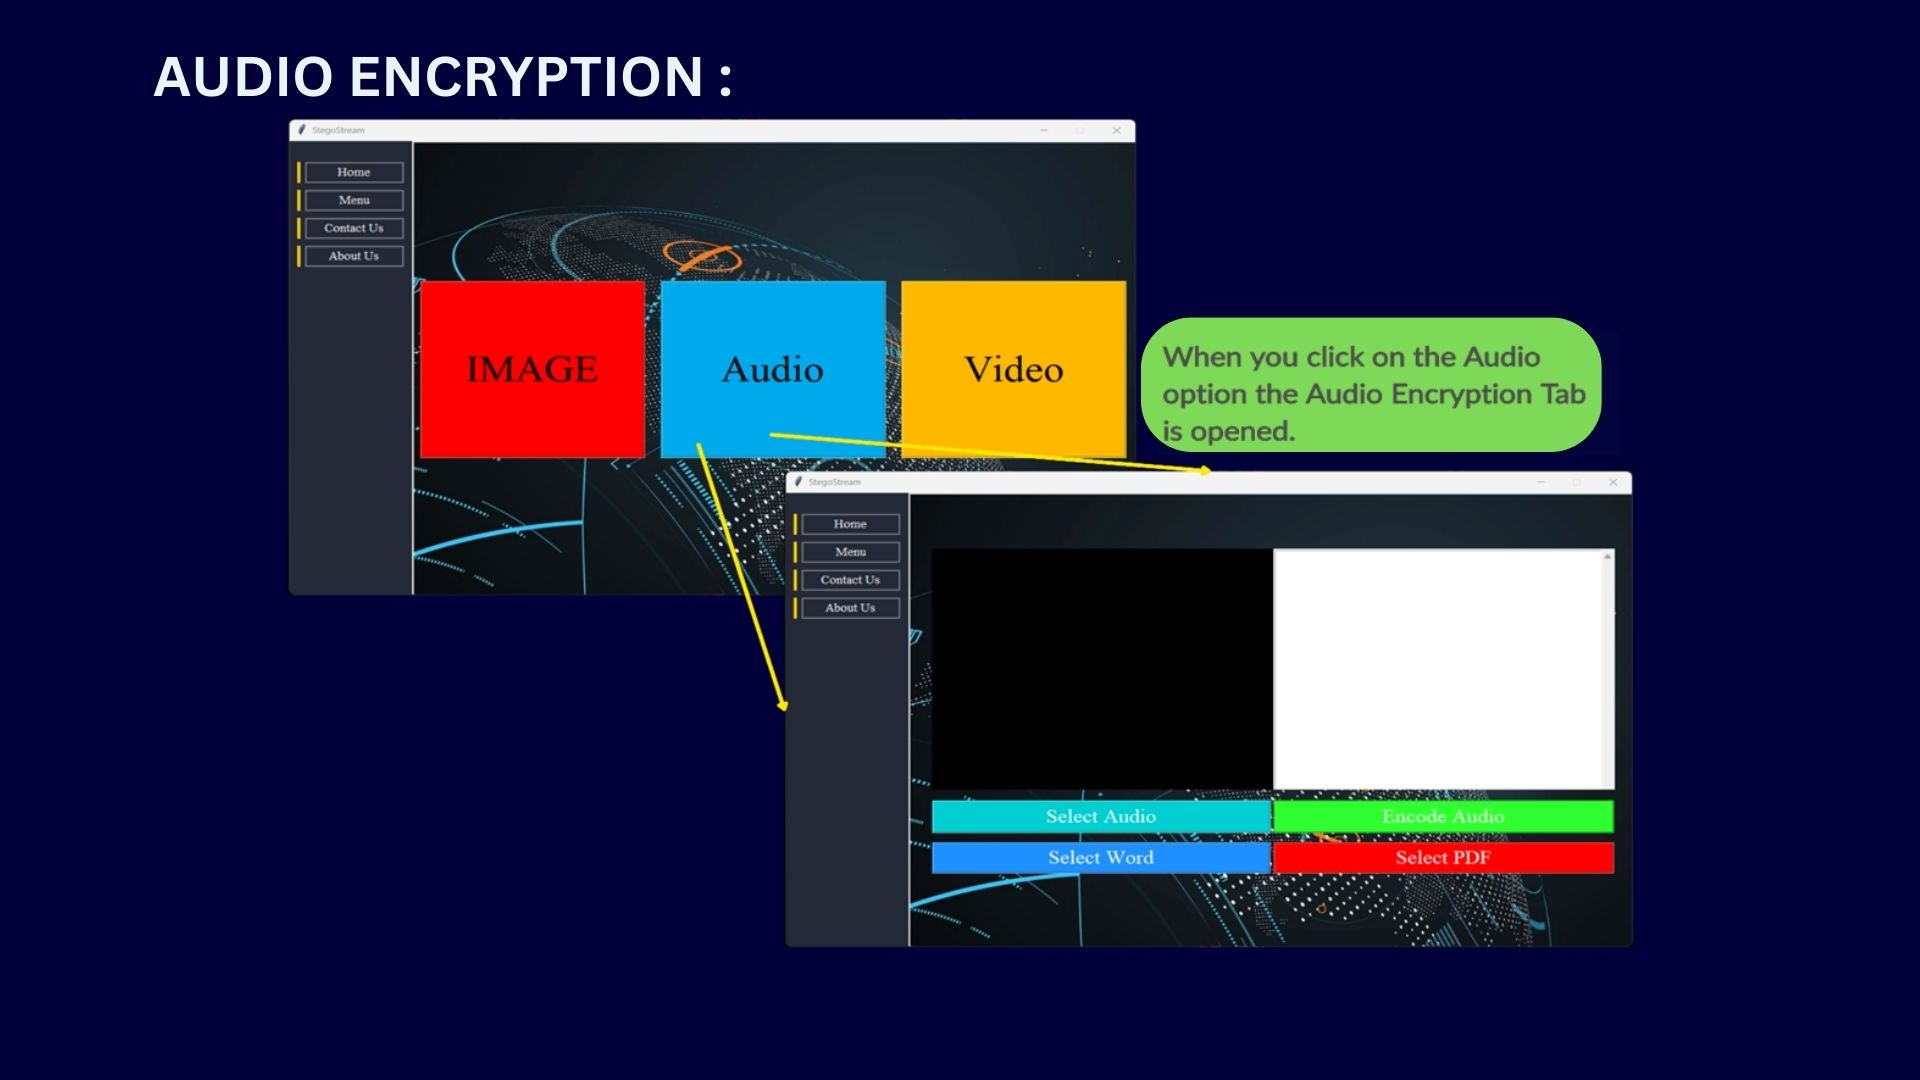 AUDIO ENCRYPTION :
StegoStream
Home
Menu
Contact Us
About Us
IMAGE
Audio
Video
When you click on the Audio
option the Audio Encryption Tab
is opened.
StegoStream
Home
Menu
Contact Us
About Us
Select Audio
Encode Audio
Select Word
Select PDF